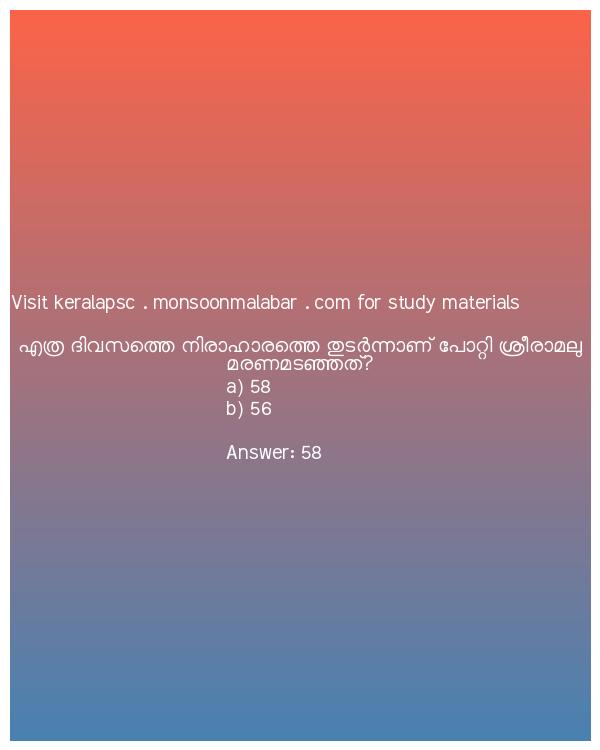 Visit keralapsc . monsoonmalabar . com for study materials
എത്ര ദിവസത്തെ നിരാഹാരത്തെ തുടർന്നാണ് പോറ്റി ശ്രീരാമലു
മരണമടഞ്ഞത്?
a) 58
b) 56
Answer: 58